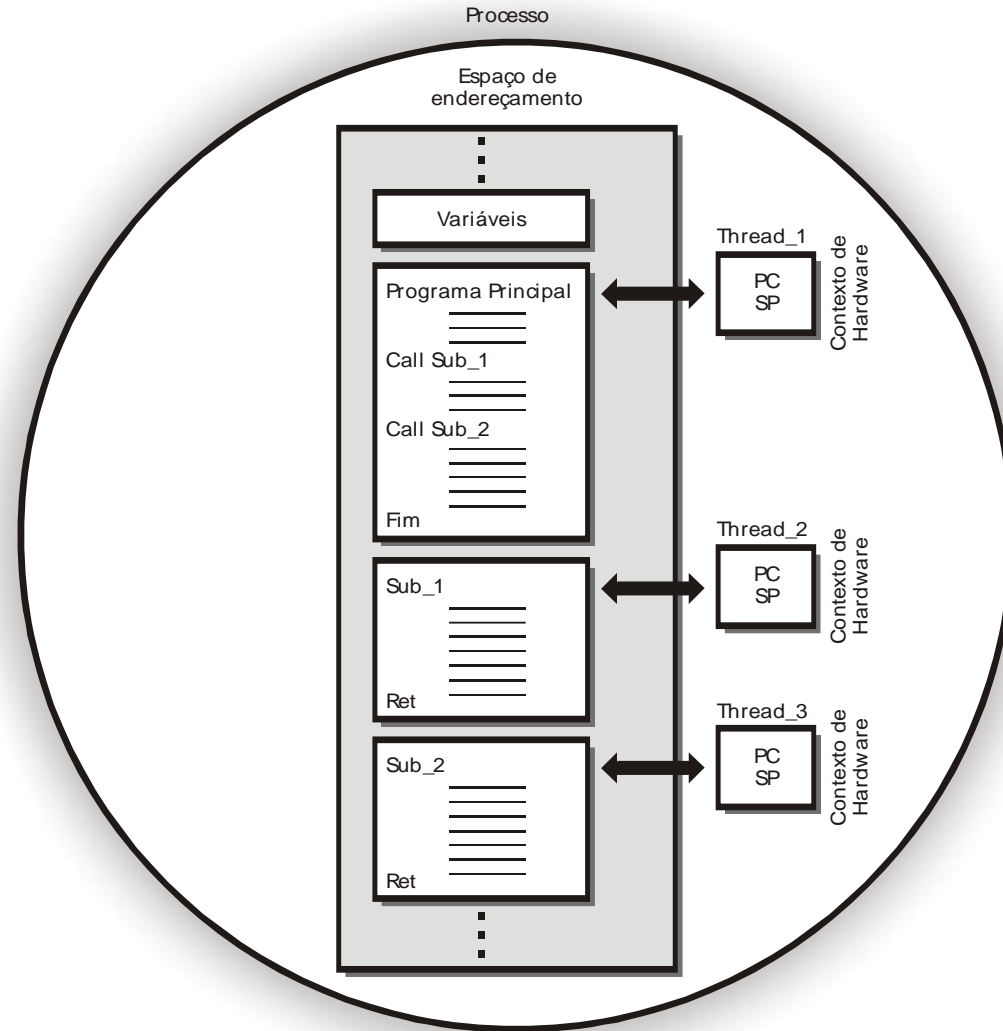 Processo
Espaço de
endereçamento
Variáveis
Programa Principal
Call Sub_1
Call Sub_2
Fim
Thread_1
PC
SP
Contexto de
Hardware
Sub_1
Ret
Thread_2
PC
SP
Contexto de
Hardware
Sub_2
Ret
Thread_3
PC
SP
Contexto de
Hardware